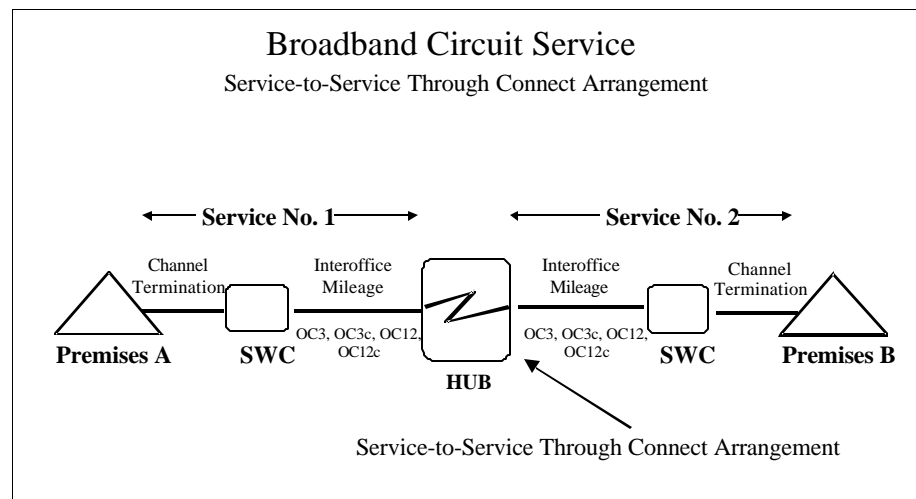 Broadband Circuit Service
Service-to-Service Through Connect Arrangement
Service No. 1
Service No. 2
Channel
Termination
Interoffice
Mileage
Interoffice
Mileage
Channel
Termination
OC3, OC3c, OC12,
OC12c
OC3, OC3c, OC12,
OC12c
Premises A
SWC
HUB
SWC
Premises B
Service-to-Service Through Connect Arrangement